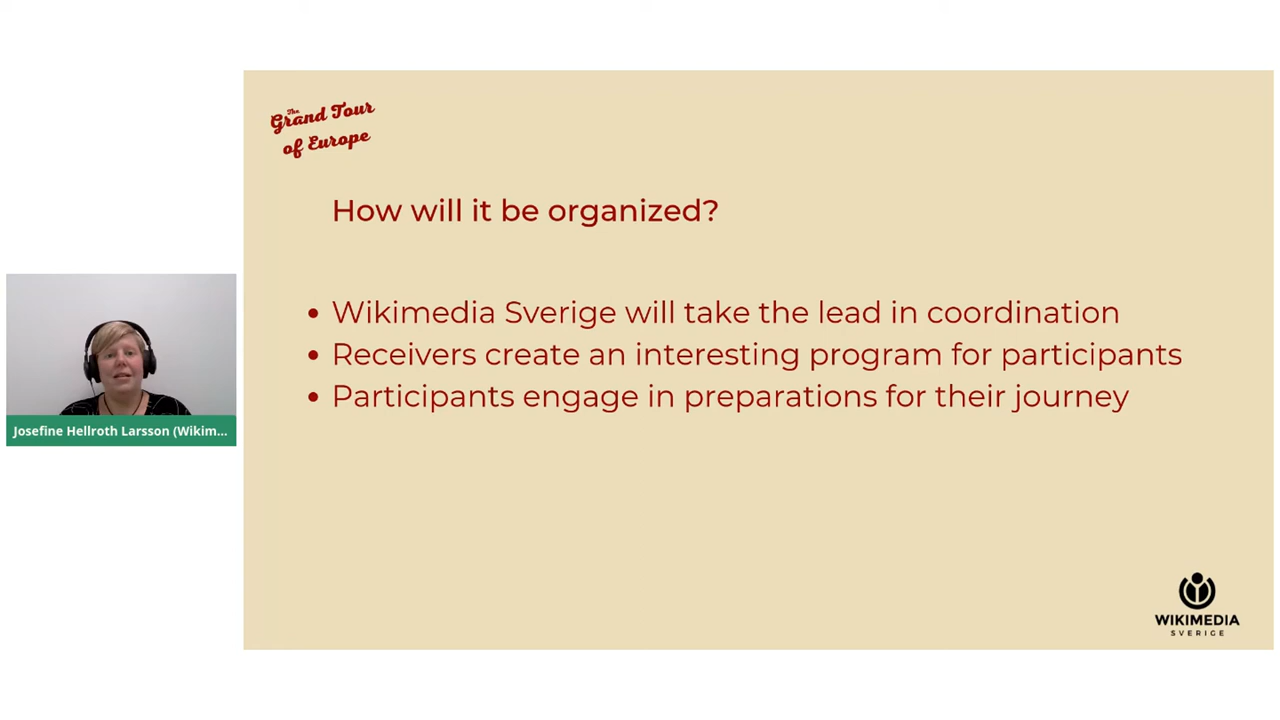 The
Grand Tour
of Europe
How will it be organized?
• Wikimedia Sverige will take the lead in coordination
• Receivers create an interesting program for participants
• Participants engage in preparations for their journey
Josefine Hellroth Larsson (Wikim...
WIKIMEDIA
SVERIGE